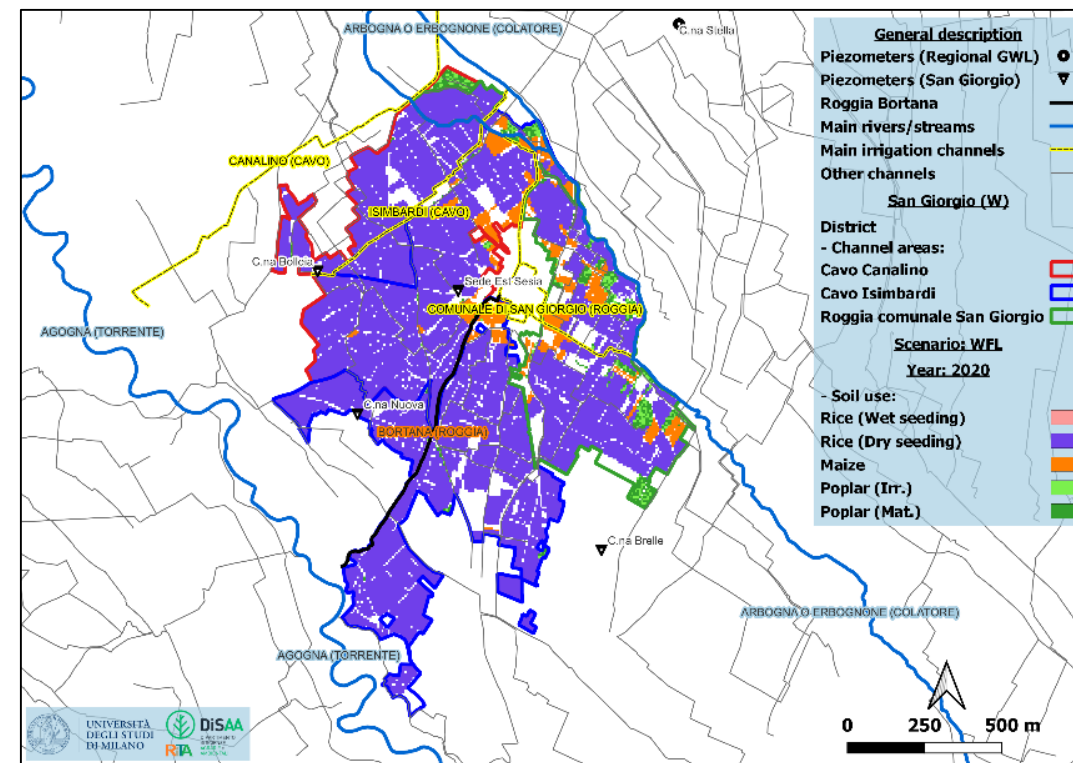 ARBOGNA O ERBOGNONE (COLATORE)
C.na Stella
CANALINO (CAVO)
ISIMBARDI (CAVO)
C.na Bolleia
Sede Est Sesia
COMUNALE DI SAN GIORGIO (ROGGIA)
AGOGNA (TORRENTE)
C.na Nuova
BORTANA (ROGGIA)
C.na Brelle
ARBOGNA O ERBOGNONE (COLATORE)
AGOGNA (TORRENTE)
General description
Piezometers (Regional GWL)
Piezometers (San Giorgio)
Roggia Bortana
Main rivers/streams
Main irrigation channels
Other channels
San Giorgio (W)
District
- Channel areas:
Cavo Canalino
Cavo Isimbardi
Roggia comunale San Giorgio
Scenario: WFL
Year: 2020
- Soil use:
Rice (Wet seeding)
Rice (Dry seeding)
Maize
Poplar (Irr.)
Poplar (Mat.)
UNIVERSITÀ
DEGLI STUDI
DI MILANO
DiSAA
RiTA
0 250 500 m